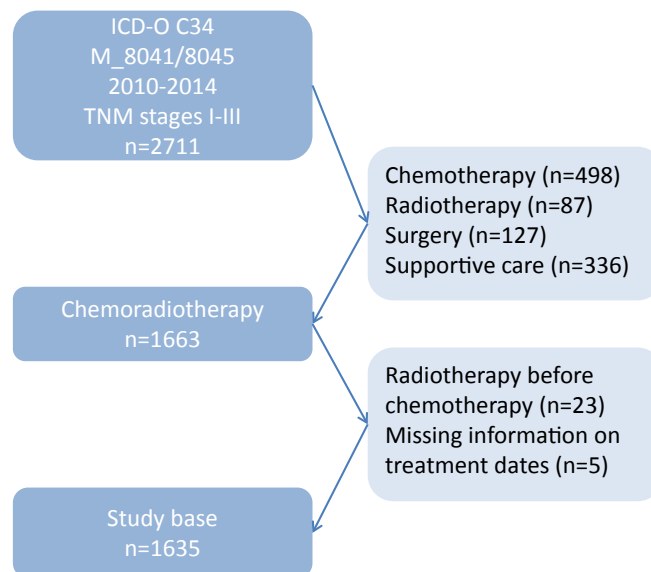 ICD-O C34
M_8041/8045
2010-2014
TNM stages I-III
n=2711
Chemotherapy (n=498)
Radiotherapy (n=87)
Surgery (n=127)
Supportive care (n=336)
Chemoradiotherapy
n=1663
Radiotherapy before
chemotherapy (n=23)
Missing information on
treatment dates (n=5)
Study base
n=1635